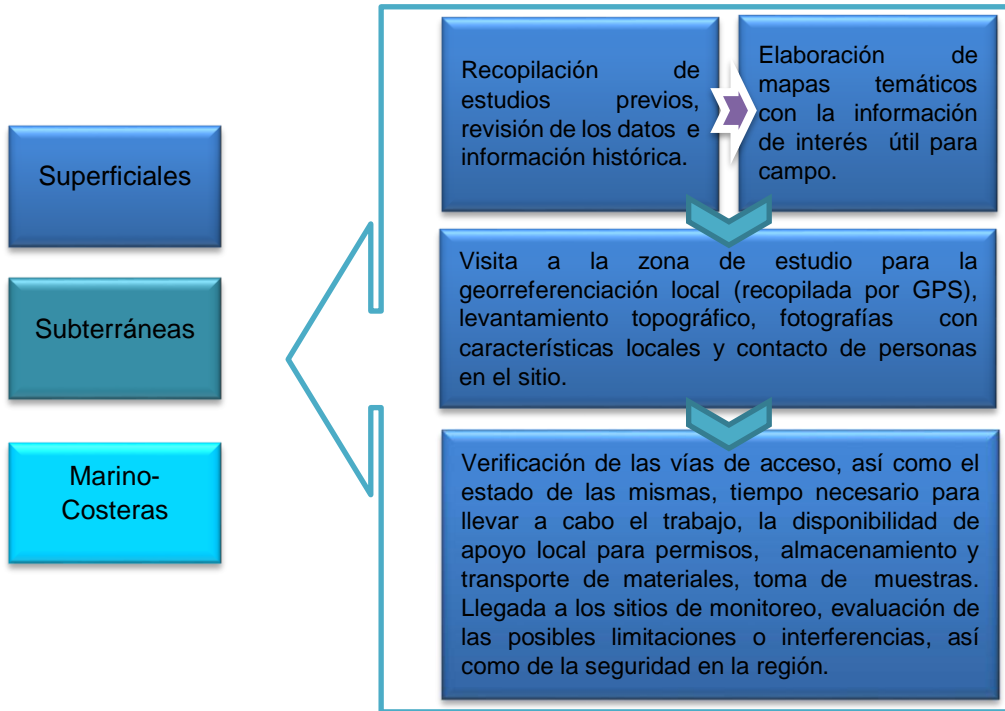 Superficiales
Subterráneas
Marino-
Costeras
Recopilación de
estudios previos,
revisión de los datos e
información histórica.
Elaboración de
mapas temáticos
con la información
de interés útil para
campo.
Visita a la zona de estudio para la
georreferenciación local (recopilada por GPS),
levantamiento topográfico, fotografías con
características locales y contacto de personas
en el sitio.
Verificación de las vías de acceso, así como el
estado de las mismas, tiempo necesario para
llevar a cabo el trabajo, la disponibilidad de
apoyo local para permisos, almacenamiento y
transporte de materiales, toma de muestras.
Llegada a los sitios de monitoreo, evaluación de
las posibles limitaciones o interferencias, así
como de la seguridad en la región.